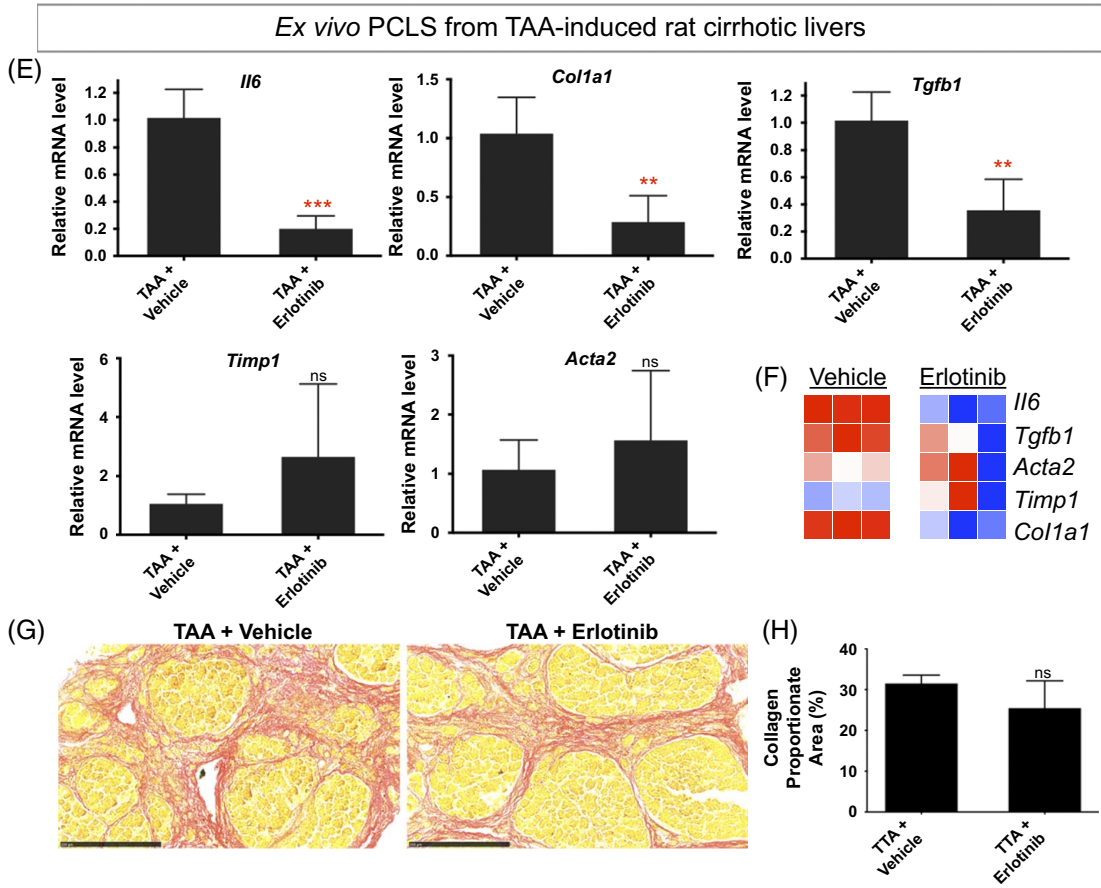 Ex vivo PCLS from TAA-induced rat cirrhotic livers
(E)
Il6
Relative mRNA level
1.2
1.0
0.8
0.6
0.4
0.2
0.0
***
TAA +
Vehicle
TAA +
Erlotinib
Col1a1
Relative mRNA level
1.5
1.0
0.5
0.0
**
TAA +
Vehicle
TAA +
Erlotinib
Tgfb1
Relative mRNA level
1.2
1.0
0.8
0.6
0.4
0.2
0.0
**
TAA +
Vehicle
TAA +
Erlotinib
Timp1
Relative mRNA level
6
4
2
0
ns
TAA +
Vehicle
TAA +
Erlotinib
Acta2
Relative mRNA level
3
2
1
0
ns
TAA +
Vehicle
TAA +
Erlotinib
(F)
Vehicle Erlotinib
Il6
Tgfb1
Acta2
Timp1
Col1a1
(G)
TAA + Vehicle
TAA + Erlotinib
(H)
Collagen
Proportionate
Area (%)
40
30
20
10
0
ns
TTA +
Vehicle
TTA +
Erlotinib